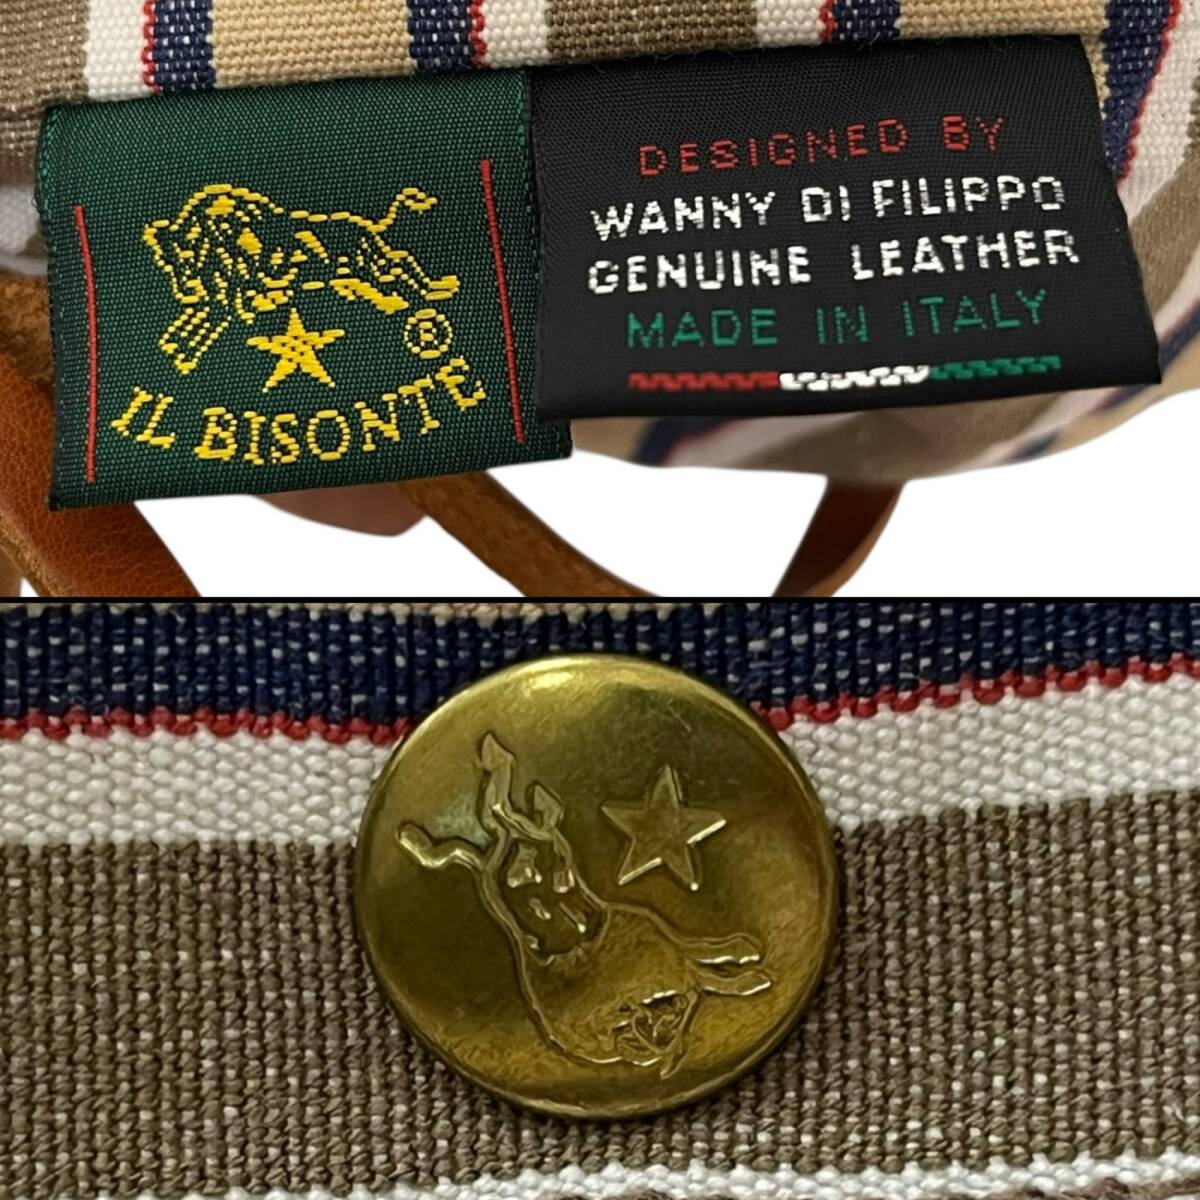 ®
IL BISONTE
DESIGNED BY
WANNY DI FILIPPO
GENUINE LEATHER
MADE IN ITALY